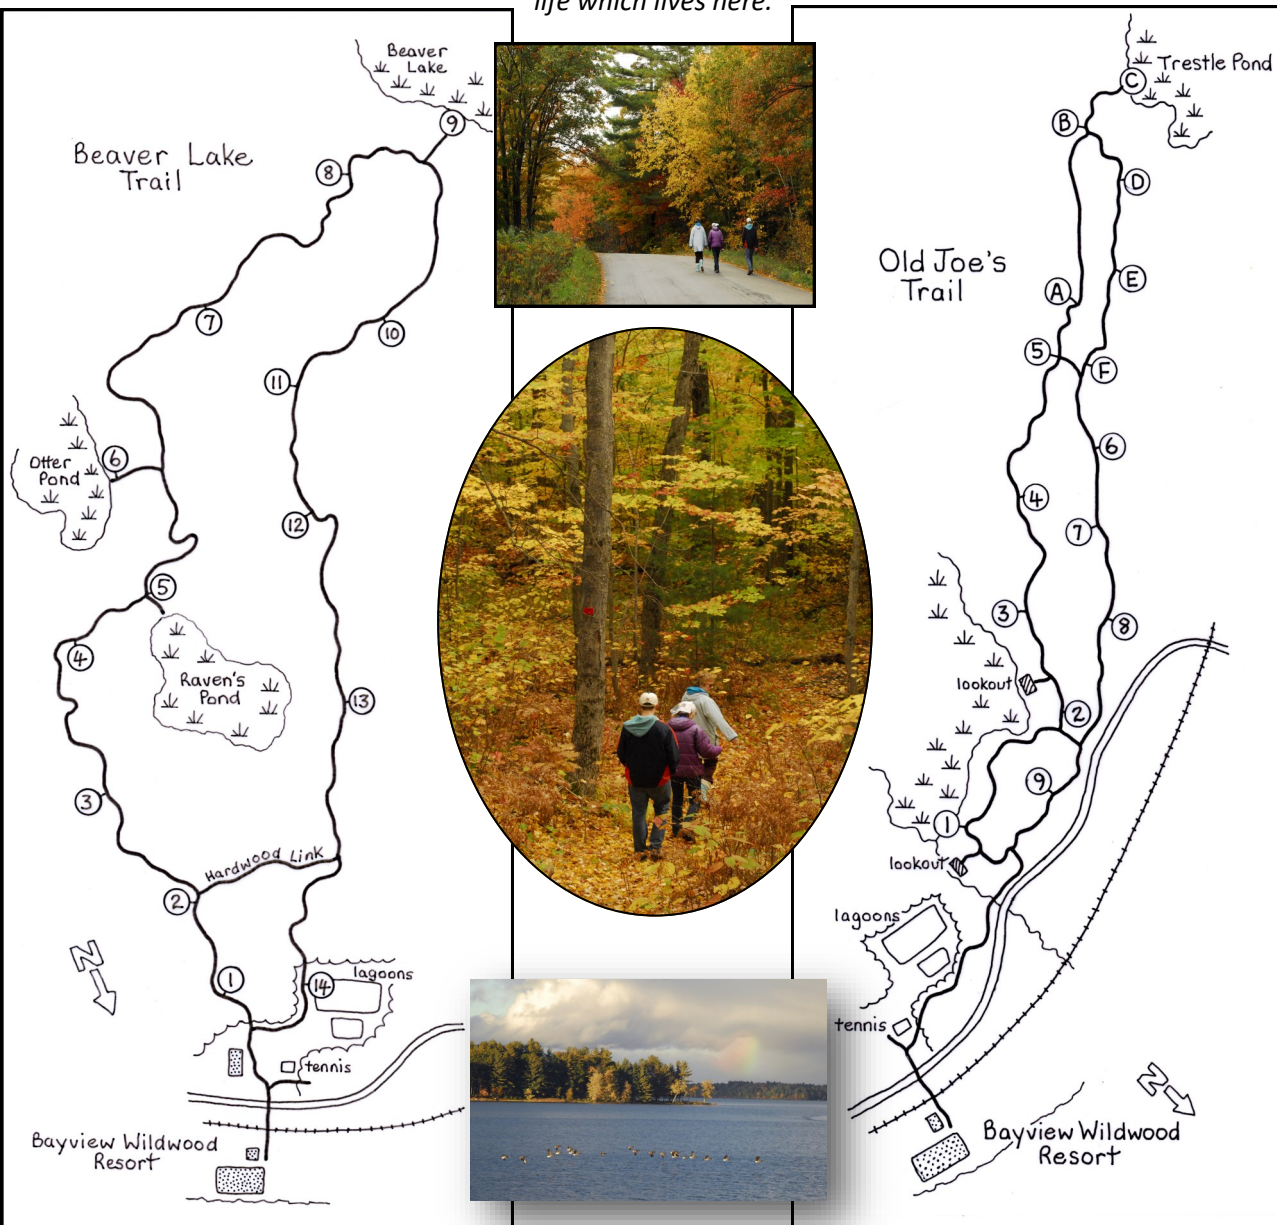 life which lives here.
Beaver
Lake
9
Beaver Lake
Trail
8
7
10
11
6
Otter
Pond
12
5
4
Raven's
Pond
13
3
Hardwood Link
2
N
1
14
lagoons
tennis
Bayview Wildwood
Resort
Trestle Pond
C
B
D
Old Joe's
Trail
A
E
5
F
6
4
7
3
8
lookout
2
9
1
lookout
lagoons
tennis
N
Bayview Wildwood
Resort